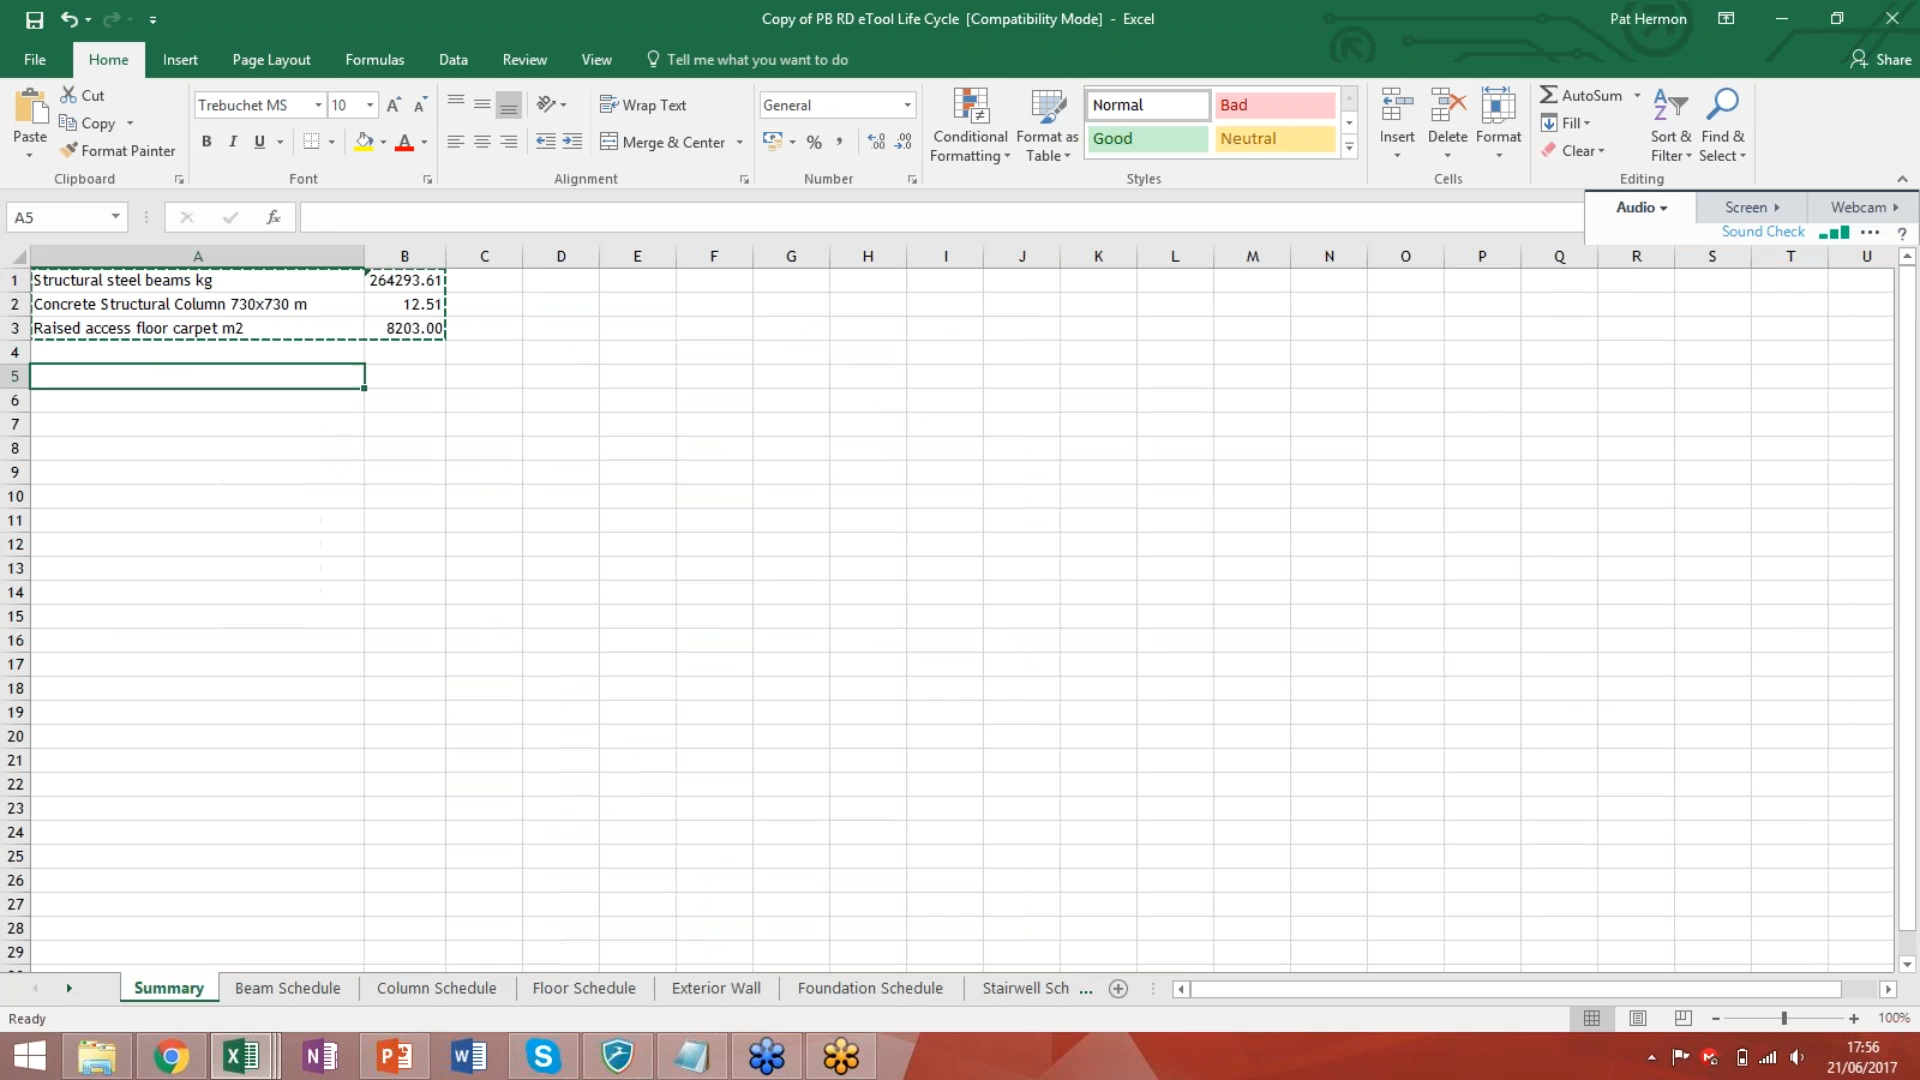 Copy of PB RD eTool Life Cycle [Compatibility Mode] - Excel
Pat Hermon
File Home Insert Page Layout Formulas Data Review View Tell me what you want to do
Share
Paste
Cut
Copy
Format Painter
Clipboard
Trebuchet MS 10
B I U
Font
Wrap Text
Merge & Center
Alignment
General
%
Number
Conditional Formatting
Format as Table
Normal Bad
Good Neutral
Styles
Insert Delete Format
Cells
AutoSum
Fill
Clear
Sort & Filter
Find & Select
Editing
A5
fx
Audio Screen Webcam
Sound Check
?
A B C D E F G H I J K L M N O P Q R S T U
1 Structural steel beams kg 264293.61
2 Concrete Structural Column 730x730 m 12.51
3 Raised access floor carpet m2 8203.00
4
5
6
7
8
9
10
11
12
13
14
15
16
17
18
19
20
21
22
23
24
25
26
27
28
29
Summary Beam Schedule Column Schedule Floor Schedule Exterior Wall Foundation Schedule Stairwell Sch ...
Ready
100%
17:56
21/06/2017